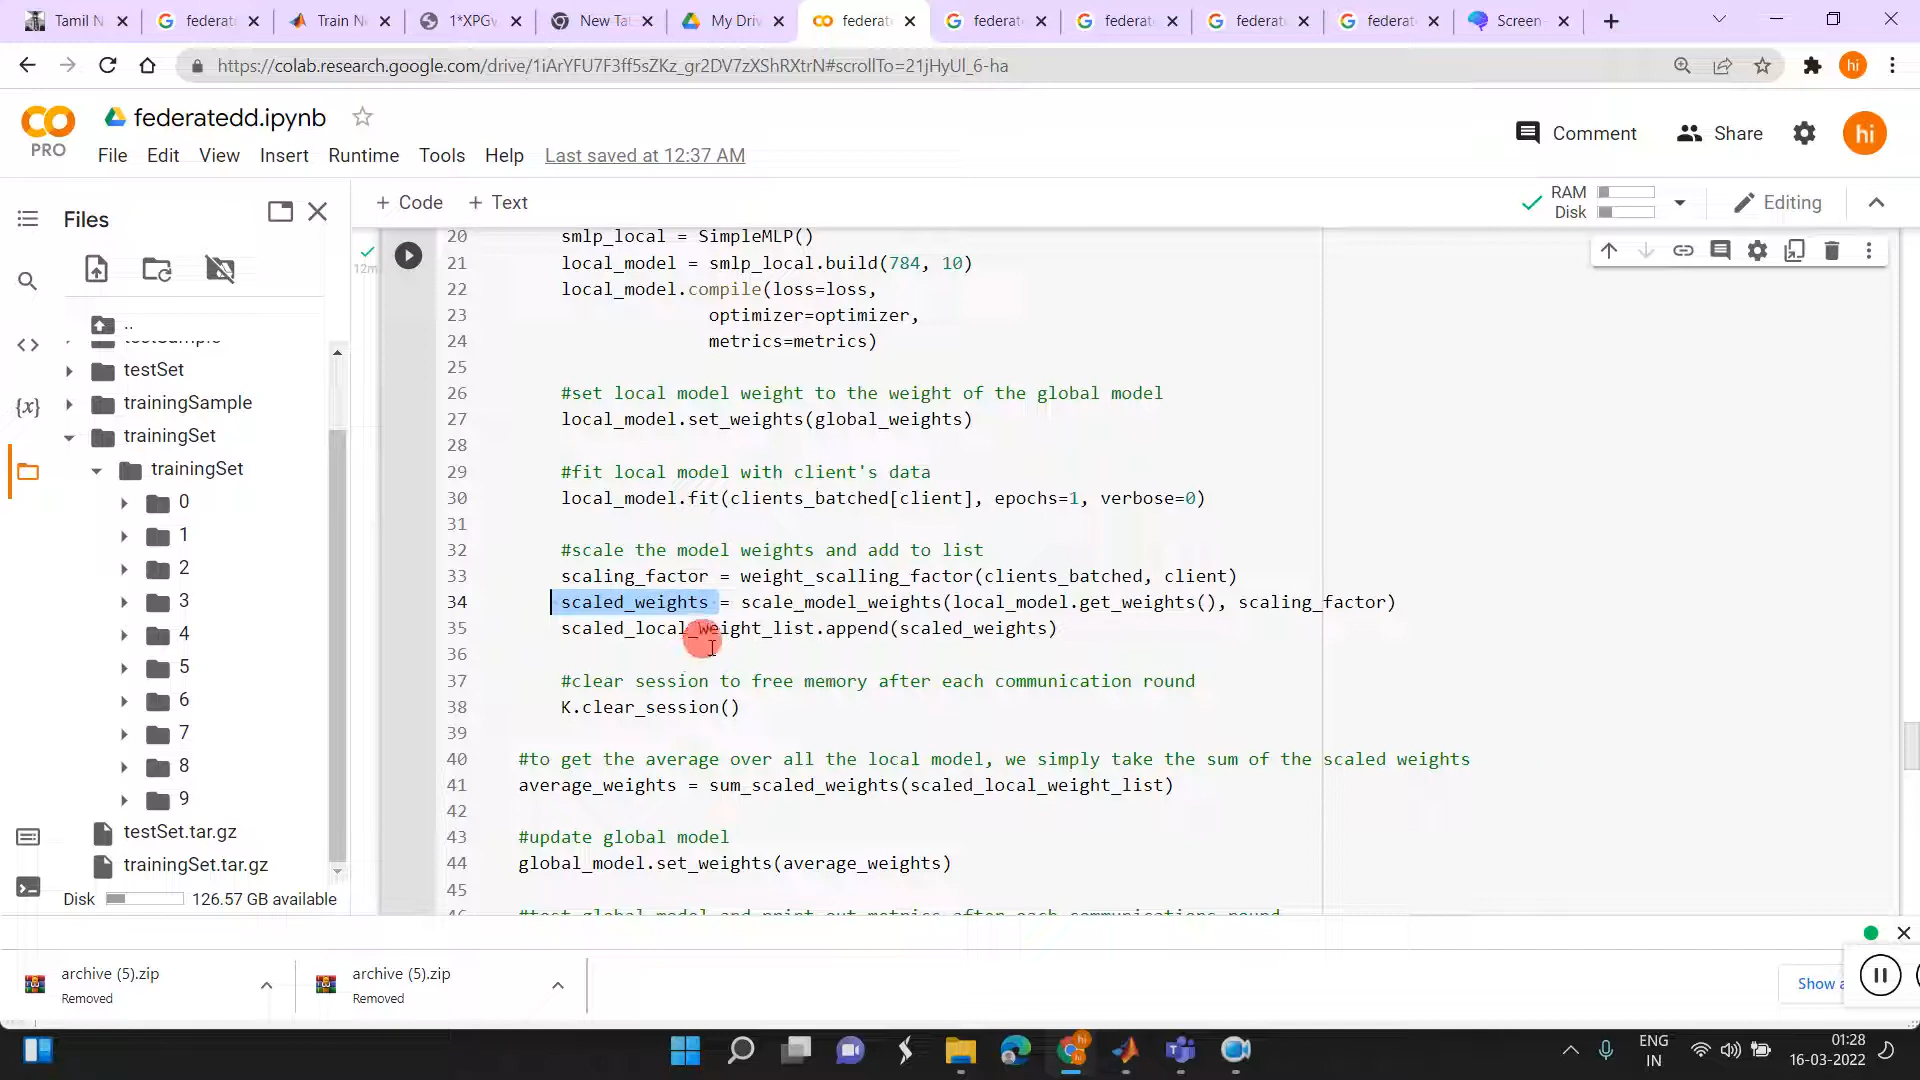 Tamil N
federat
Train N
1*XPGv
New Tab
My Driv
federat
federat
federat
federat
federat
Screen
https://colab.research.google.com/drive/1iArYFU7F3ff5sZKz_gr2DV7zXShRXtrN#scrollTo=21jHyUl_6-ha
hi
CO
PRO
federatedd.ipynb
File Edit View Insert Runtime Tools Help Last saved at 12:37 AM
Comment Share hi
Files
+ Code + Text
RAM
Disk
Editing
..
testSet
trainingSample
trainingSet
trainingSet
0
1
2
3
4
5
6
7
8
9
testSet.tar.gz
trainingSet.tar.gz
Disk 126.57 GB available
{x}
12m
20 smlp_local = SimpleMLP()
21 local_model = smlp_local.build(784, 10)
22 local_model.compile(loss=loss,
23 optimizer=optimizer,
24 metrics=metrics)
25
26 #set local model weight to the weight of the global model
27 local_model.set_weights(global_weights)
28
29 #fit local model with client's data
30 local_model.fit(clients_batched[client], epochs=1, verbose=0)
31
32 #scale the model weights and add to list
33 scaling_factor = weight_scalling_factor(clients_batched, client)
34 scaled_weights = scale_model_weights(local_model.get_weights(), scaling_factor)
35 scaled_local_weight_list.append(scaled_weights)
36
37 #clear session to free memory after each communication round
38 K.clear_session()
39
40 #to get the average over all the local model, we simply take the sum of the scaled weights
41 average_weights = sum_scaled_weights(scaled_local_weight_list)
42
43 #update global model
44 global_model.set_weights(average_weights)
45
archive (5).zip
Removed
archive (5).zip
Removed
Show a
ENG
IN
01:28
16-03-2022